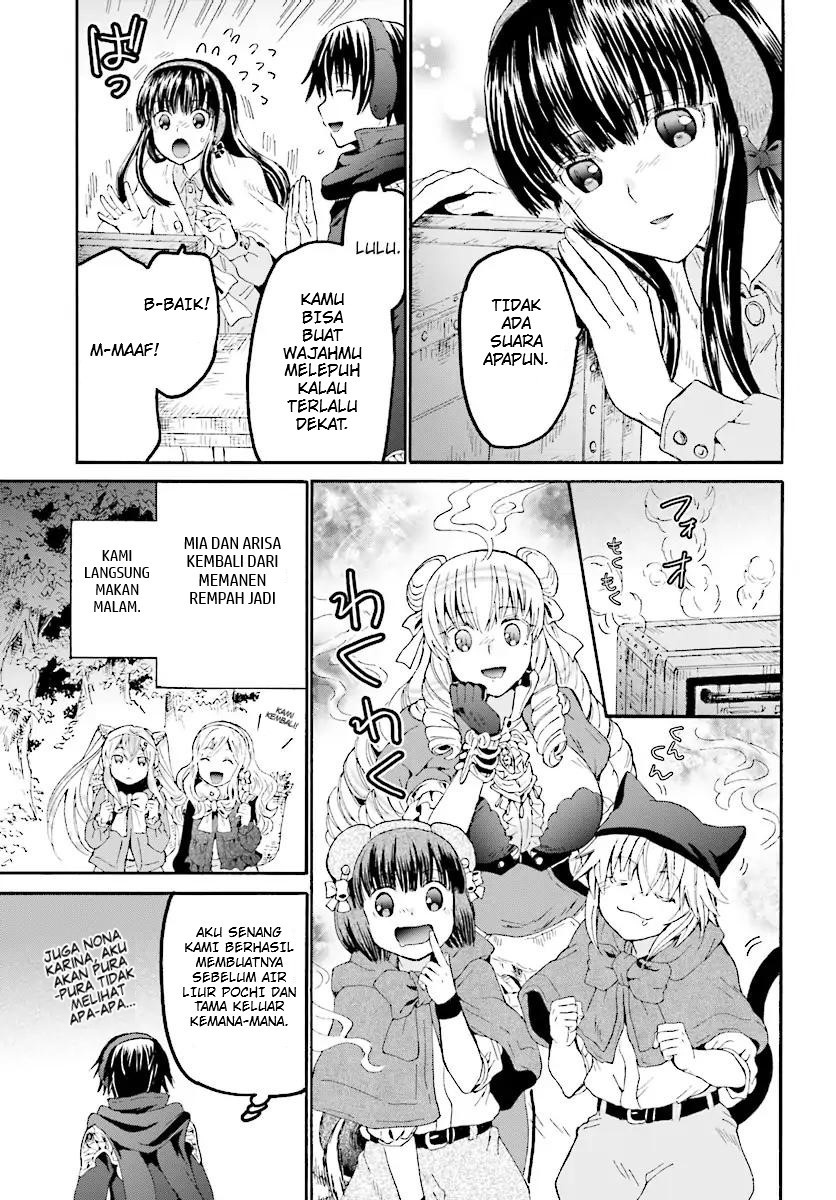 TIDAK
ADA
SUARA
APAPUN.
LULU.
KAMU
BISA
BUAT
WAJAHMU
MELEPUH
KALAU
TERLALU
DEKAT.
B-BAIK!
M-MAAF!
ばっ
フォオ
もくもく
くんくん
わくわく
MIA DAN ARISA
KEMBALI DARI
MEMANEN
REMPAH JADI
KAMI
LANGSUNG
MAKAN
MALAM.
KAMI
KEMBALI!!
AKU SENANG
KAMI BERHASIL
MEMBUATNYA
SEBELUM AIR
LIUR POCHI DAN
TAMA KELUAR
KEMANA-MANA.
JUGA NONA
KARINA, AKU
AKAN PURA
-PURA TIDAK
MELIHAT
APA-APA...